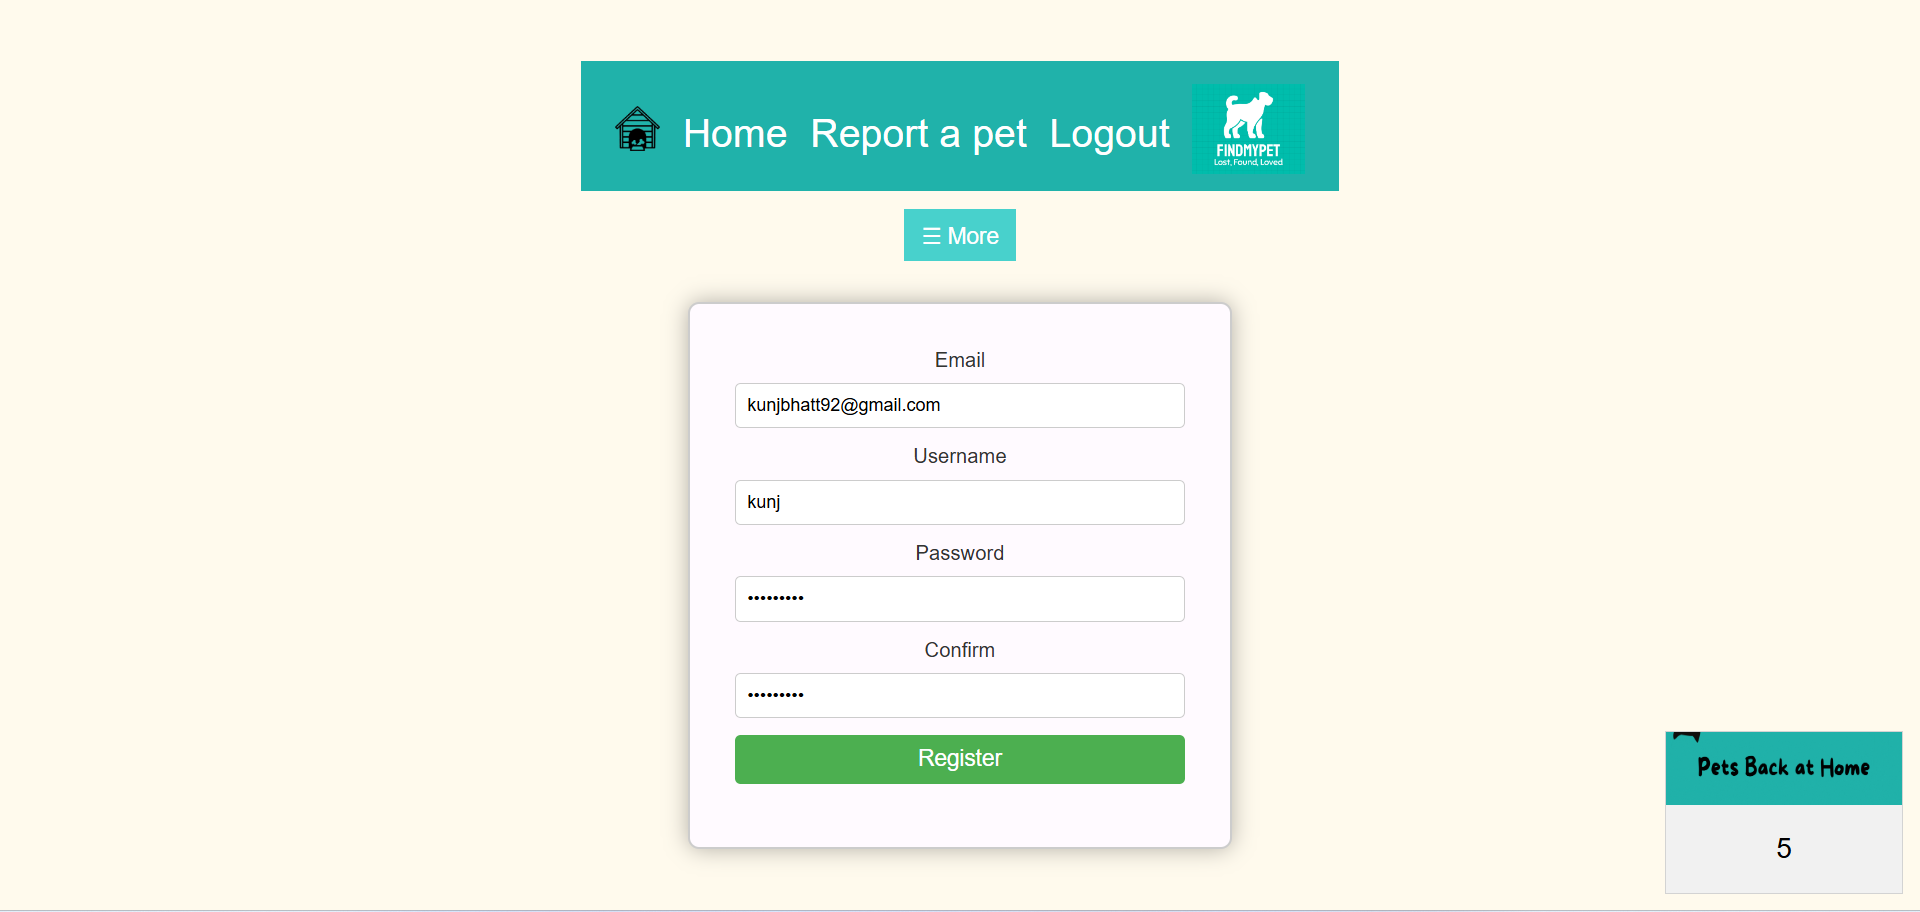 Home Report a pet Logout
FINDMYPET
Lost, Found, Loved
☰ More
Email
kunjbhatt92@gmail.com
Username
kunj
Password
•••••••••
Confirm
•••••••••
Register
Pets Back at Home
5